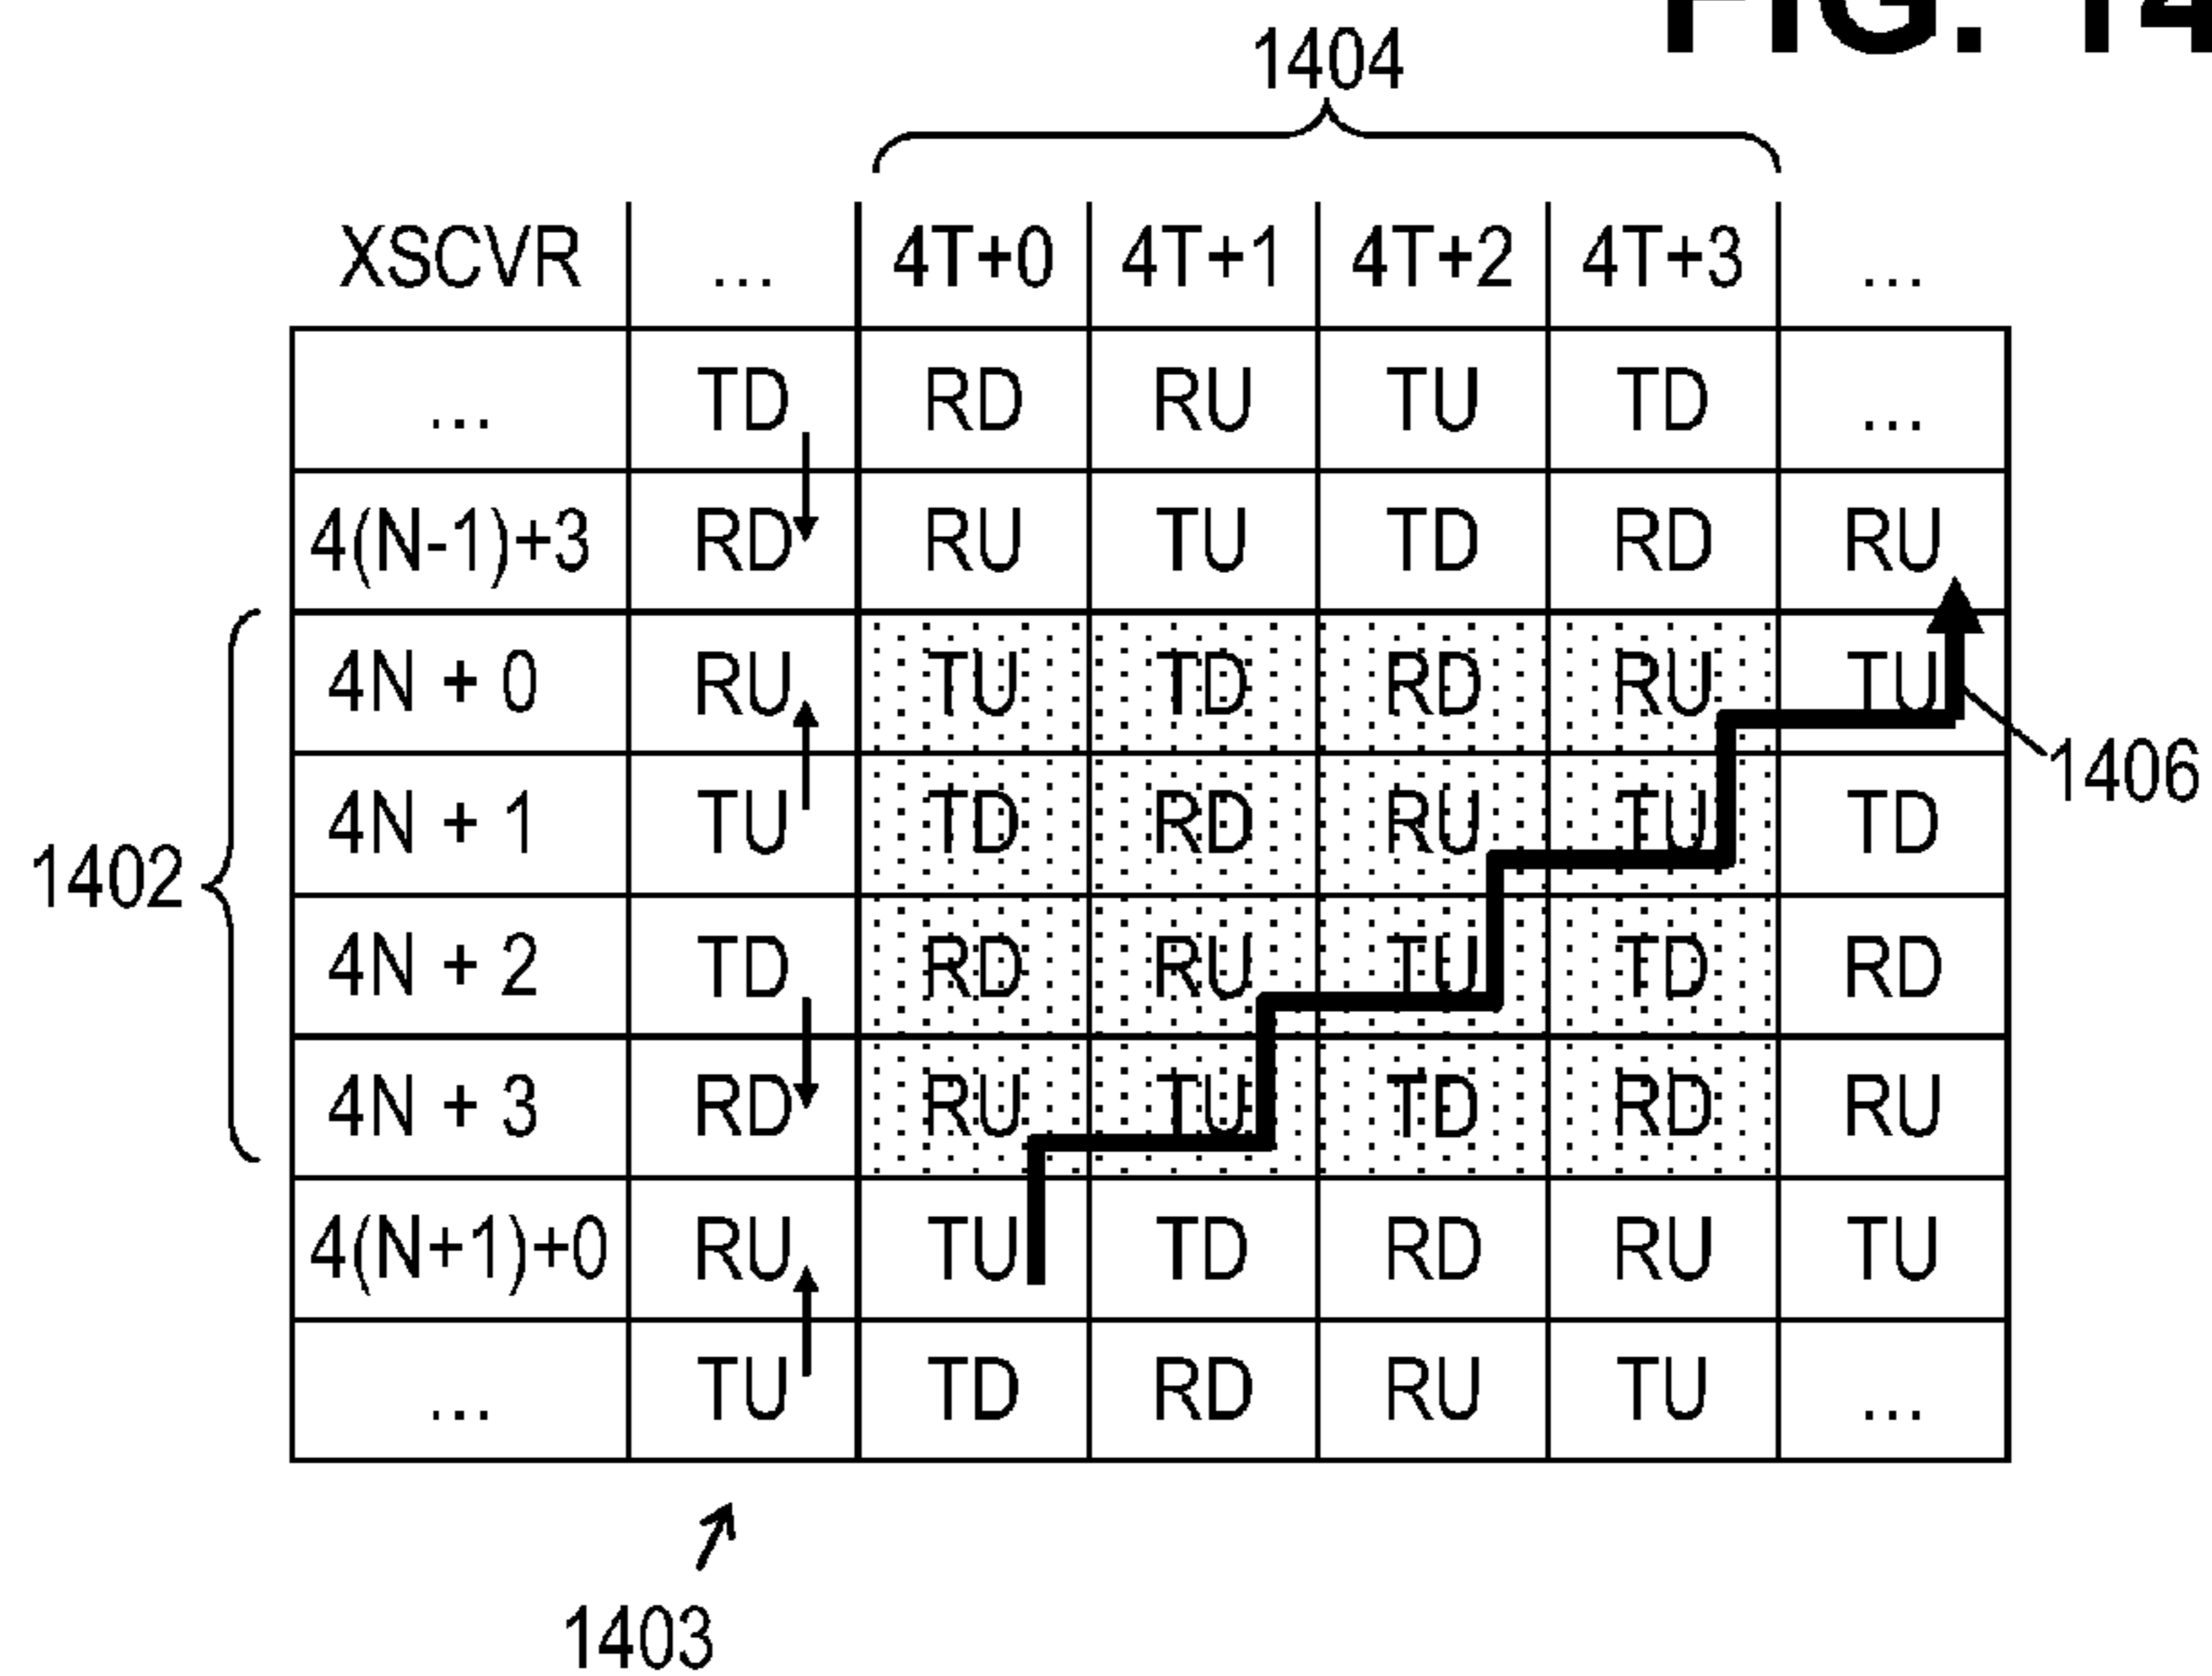 FIG. 14
1404
XSCVR ... 4T+0 4T+1 4T+2 4T+3 ...
... TD RD RU TU TD ...
4(N-1)+3 RD RU TU TD RD RU
4N + 0 RU TU TD RD RU TU
1406
4N + 1 TU TD RD RU TU TD
1402
4N + 2 TD RD RU TU TD RD
4N + 3 RD RU TU TD RD RU
4(N+1)+0 RU TU TD RD RU TU
... TU TD RD RU TU ...
1403